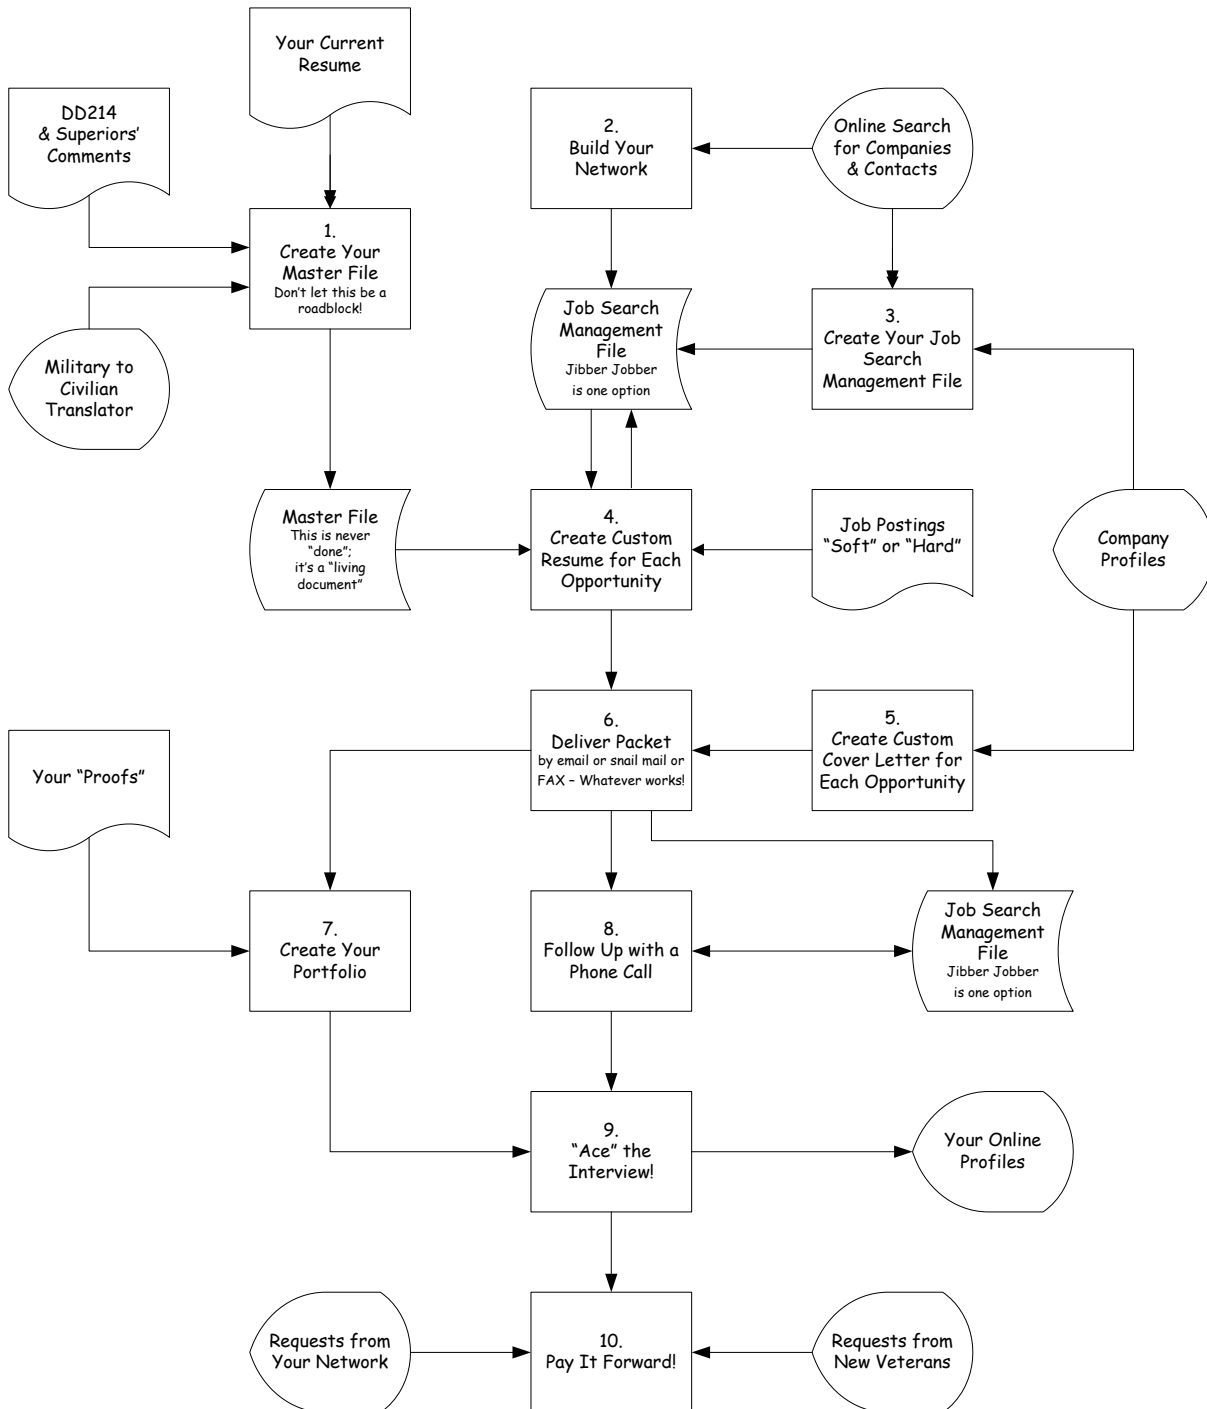 Your Current
Resume
DD214
& Superiors’
Comments
2.
Build Your
Network
Online Search
for Companies
& Contacts
1.
Create Your
Master File
Don’t let this be a
roadblock!
Job Search
Management
File
Jibber Jobber
is one option
3.
Create Your Job
Search
Management File
Military to
Civilian
Translator
Master File
This is never
“done”;
it’s a “living
document”
4.
Create Custom
Resume for Each
Opportunity
Job Postings
“Soft” or “Hard”
Company
Profiles
6.
Deliver Packet
by email or snail mail or
FAX – Whatever works!
5.
Create Custom
Cover Letter for
Each Opportunity
Your “Proofs”
7.
Create Your
Portfolio
8.
Follow Up with a
Phone Call
Job Search
Management
File
Jibber Jobber
is one option
9.
“Ace” the
Interview!
Your Online
Profiles
Requests from
Your Network
10.
Pay It Forward!
Requests from
New Veterans